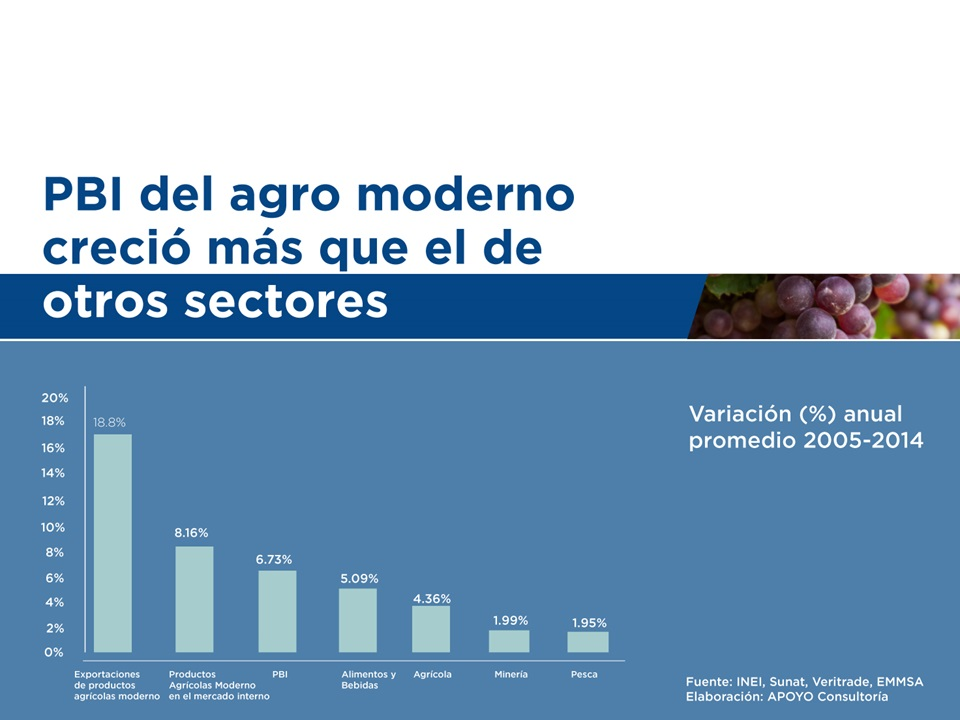 PBI del agro moderno
creció más que el de
otros sectores
Variación (%) anual
promedio 2005-2014
20%
18%
16%
14%
12%
10%
8%
6%
4%
2%
0%
18.8%
8.16%
6.73%
5.09%
4.36%
1.99%
1.95%
Exportaciones
de productos
agrícolas moderno
Productos
Agrícolas Moderno
en el mercado interno
PBI
Alimentos y
Bebidas
Agrícola
Minería
Pesca
Fuente: INEI, Sunat, Veritrade, EMMSA
Elaboración: APOYO Consultoría